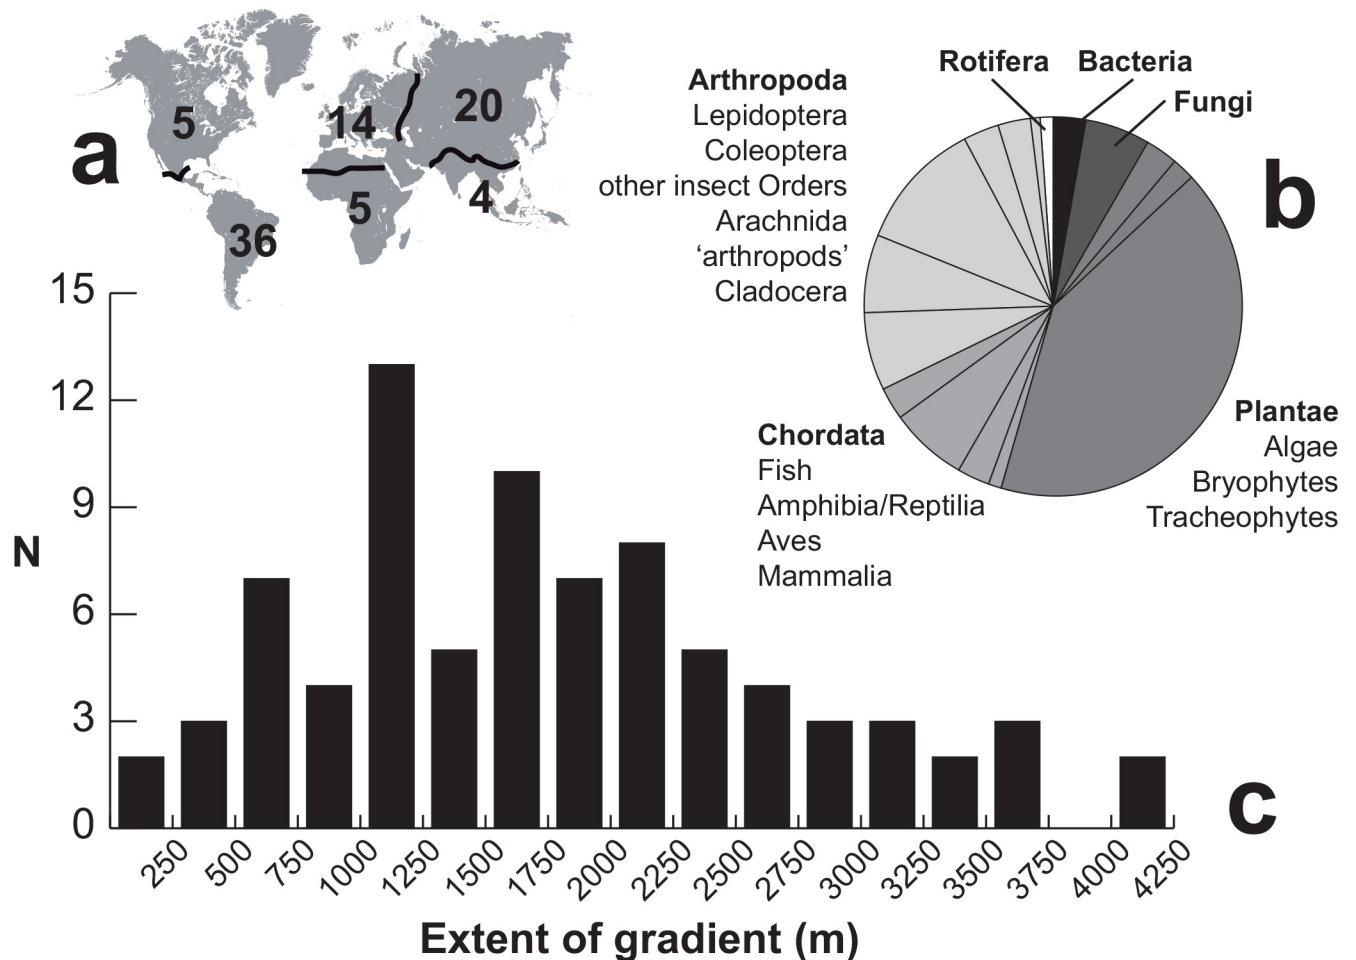 a
5
14
20
5
4
36
Rotifera
Bacteria
Fungi
Arthropoda
Lepidoptera
Coleoptera
other insect Orders
Arachnida
‘arthropods’
Cladocera
b
Plantae
Algae
Bryophytes
Tracheophytes
Chordata
Fish
Amphibia/Reptilia
Aves
Mammalia
15
12
9
N
6
3
0
c
250
500
750
1000
1250
1500
1750
2000
2250
2500
2750
3000
3250
3500
3750
4000
4250
Extent of gradient (m)